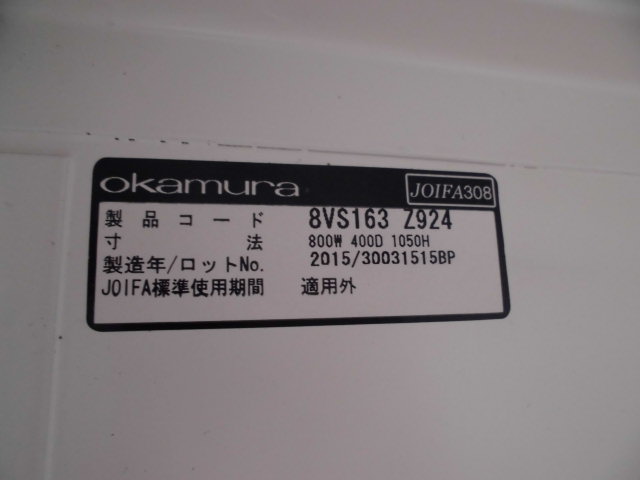 okamura JOIFA308
製品コード 8VS163 Z924
寸法 800W 400D 1050H
製造年/ロットNo. 2015/30031515BP
JOIFA標準使用期間 適用外